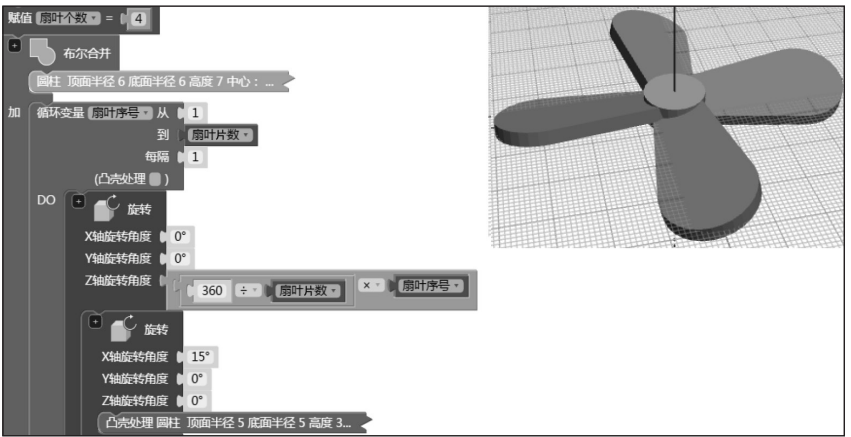 赋值 扇叶个数 = 4
布尔合并
圆柱 顶面半径 6 底面半径 6 高度 7 中心: ...
加 循环变量 扇叶序号 从 1
到 扇叶片数
每隔 1
(凸壳处理 )
DO 旋转
X轴旋转角度 0°
Y轴旋转角度 0°
Z轴旋转角度 360 ÷ 扇叶片数 × 扇叶序号
旋转
X轴旋转角度 15°
Y轴旋转角度 0°
Z轴旋转角度 0°
凸壳处理 圆柱 顶面半径 5 底面半径 5 高度 3...